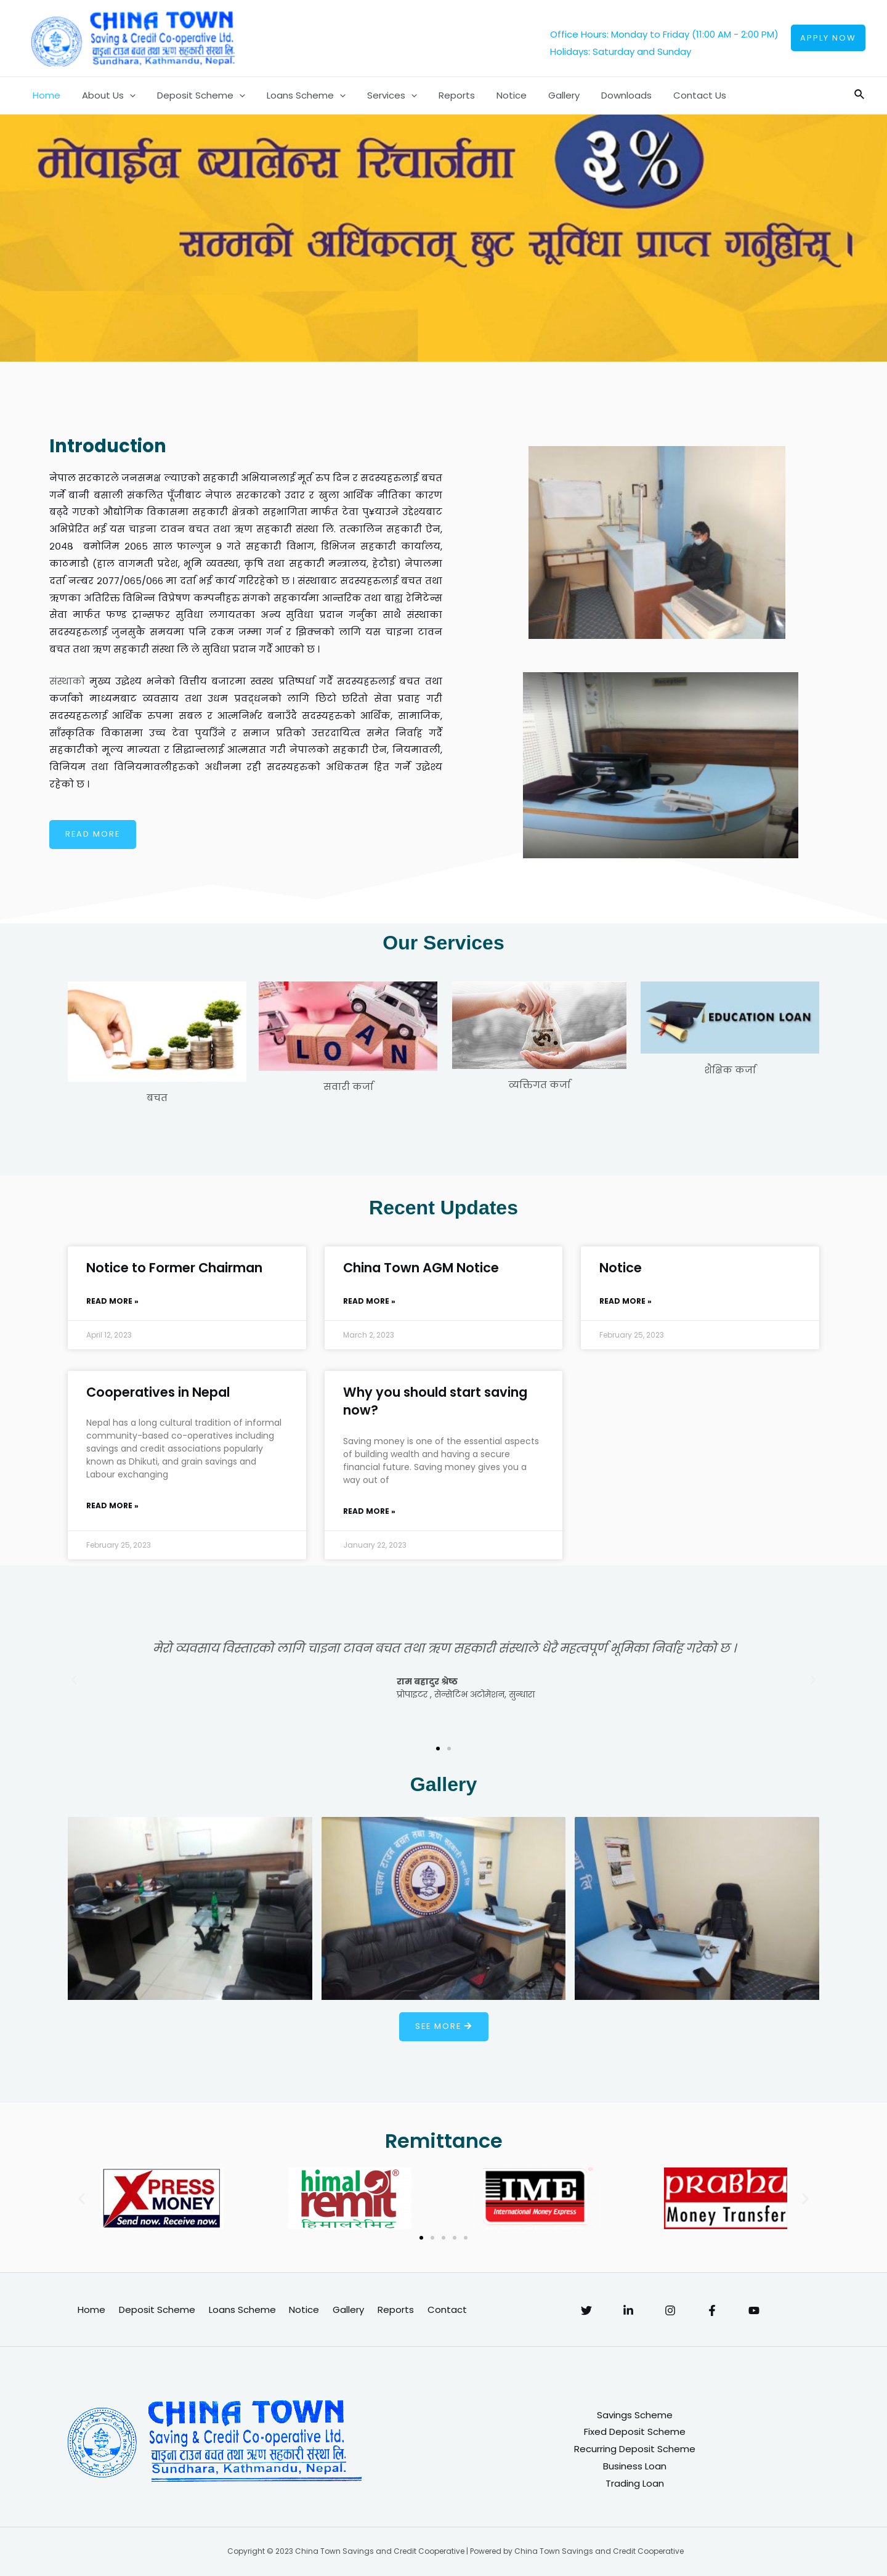 CHINA TOWN
Saving & Credit Co-operative Ltd.
चाइना टाउन बचत तथा ऋण सहकारी संस्था लि.
Sundhara, Kathmandu, Nepal.
Office Hours: Monday to Friday (11:00 AM - 2:00 PM)
Holidays: Saturday and Sunday
APPLY NOW
Home About Us Deposit Scheme Loans Scheme Services Reports Notice Gallery Downloads Contact Us
मोवाईल ब्यालेन्स रिचार्जमा ३%
सम्मको अधिकतम छुट सुविधा प्राप्त गर्नुहोस्।
Introduction
नेपाल सरकारले जनसमक्ष ल्याएको सहकारी अभियानलाई मूर्त रुप दिन र सदस्यहरुलाई बचत
गर्ने बानी बसाली संकलित पूँजीबाट नेपाल सरकारको उदार र खुला आर्थिक नीतिका कारण
बढ्दै गएको औद्योगिक विकासमा सहकारी क्षेत्रको सहभागिता मार्फत टेवा पु¥याउने उद्देश्यबाट
अभिप्रेरित भई यस चाइना टावन बचत तथा ऋण सहकारी संस्था लि. तत्कालिन सहकारी ऐन,
2048 बमोजिम 2065 साल फाल्गुन 9 गते सहकारी विभाग, डिभिजन सहकारी कार्यालय,
काठमाडौ (हाल वागमती प्रदेश, भूमि व्यवस्था, कृषि तथा सहकारी मन्त्रालय, हेटौडा) नेपालमा
दर्ता नम्बर 2077/065/066 मा दर्ता भई कार्य गरिरहेको छ । संस्थाबाट सदस्यहरुलाई बचत तथा
ऋणका अतिरिक्त विभिन्न विप्रेषण कम्पनीहरु संगको सहकार्यमा आन्तरिक तथा बाह्य रेमिटेन्स
सेवा मार्फत फण्ड ट्रान्सफर सुविधा लगायतका अन्य सुविधा प्रदान गर्नुका साथै संस्थाका
सदस्यहरुलाई जुनसुकै समयमा पनि रकम जम्मा गर्न र झिक्नको लागि यस चाइना टावन
बचत तथा ऋण सहकारी संस्था लि ले सुविधा प्रदान गर्दै आएको छ ।
संस्थाको मुख्य उद्धेश्य भनेको वित्तीय बजारमा स्वस्थ प्रतिष्पर्धा गर्दै सदस्यहरुलाई बचत तथा
कर्जाको माध्यमबाट व्यवसाय तथा उधम प्रवद्र्धनको लागि छिटो छरितो सेवा प्रवाह गरी
सदस्यहरुलाई आर्थिक रुपमा सबल र आत्मनिर्भर बनाउँदै सदस्यहरुको आर्थिक, सामाजिक,
साँस्कृतिक विकासमा उच्च टेवा पुर्याउिने र समाज प्रतिको उत्तरदायित्व समेत निर्वाह गर्दै
सहकारीको मूल्य मान्यता र सिद्धान्तलाई आत्मसात गरी नेपालको सहकारी ऐन, नियमावली,
विनियम तथा विनियमावलीहरुको अधीनमा रही सदस्यहरुको अधिकतम हित गर्ने उद्धेश्य
रहेको छ ।
READ MORE
Our Services
LOAN
EDUCATION LOAN
बचत
सवारी कर्जा
व्यक्तिगत कर्जा
शैक्षिक कर्जा
Recent Updates
Notice to Former Chairman
READ MORE »
April 12, 2023
China Town AGM Notice
READ MORE »
March 2, 2023
Notice
READ MORE »
February 25, 2023
Cooperatives in Nepal
Nepal has a long cultural tradition of informal
community-based co-operatives including
savings and credit associations popularly
known as Dhikuti, and grain savings and
Labour exchanging
READ MORE »
February 25, 2023
Why you should start saving
now?
Saving money is one of the essential aspects
of building wealth and having a secure
financial future. Saving money gives you a
way out of
READ MORE »
January 22, 2023
मेरो व्यवसाय विस्तारको लागि चाइना टावन बचत तथा ऋण सहकारी संस्थाले धेरै महत्वपूर्ण भूमिका निर्वाह गरेको छ ।
राम बहादुर श्रेष्ठ
प्रोपाइटर , सेन्सेटिभ अटोमेशन, सुन्धारा
Gallery
SEE MORE
Remittance
XPRESS
MONEY
Send now. Receive now.
himal
remit
हिमालरेमिट
IME
International Money Express
PRABHU
Money Transfer
Home Deposit Scheme Loans Scheme Notice Gallery Reports Contact
CHINA TOWN
Saving & Credit Co-operative Ltd.
चाइना टाउन बचत तथा ऋण सहकारी संस्था लि.
Sundhara, Kathmandu, Nepal.
Savings Scheme
Fixed Deposit Scheme
Recurring Deposit Scheme
Business Loan
Trading Loan
Copyright © 2023 China Town Savings and Credit Cooperative | Powered by China Town Savings and Credit Cooperative